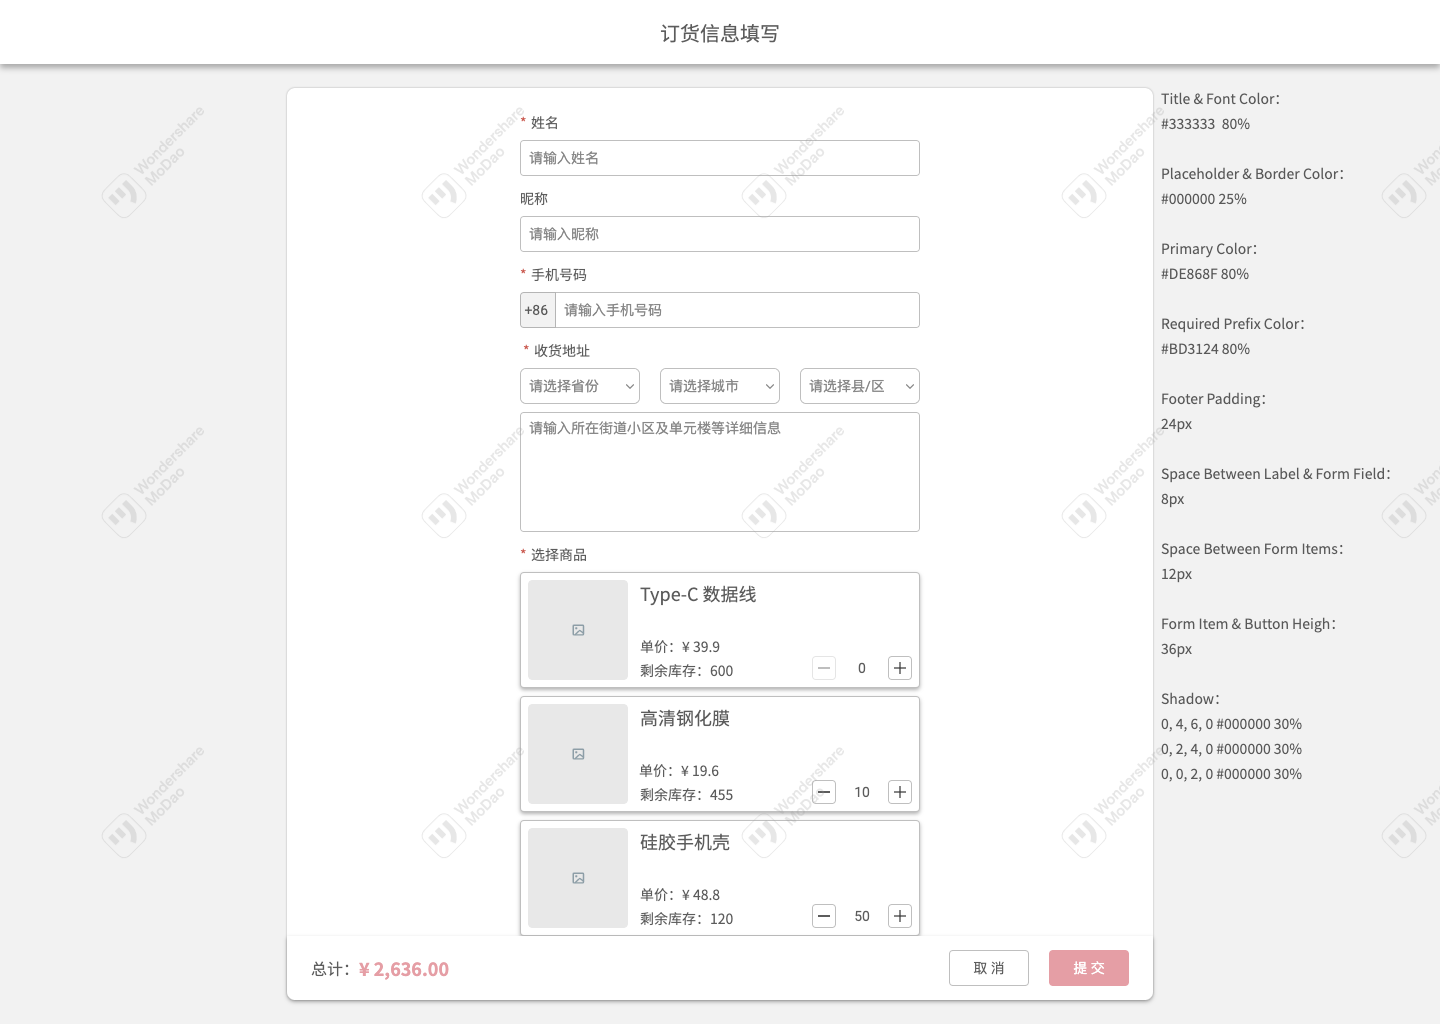 订货信息填写
* 姓名
请输入姓名
昵称
请输入昵称
* 手机号码
+86 请输入手机号码
* 收货地址
请选择省份 请选择城市 请选择县/区
请输入所在街道小区及单元楼等详细信息
* 选择商品
Type-C 数据线
单价：¥ 39.9
剩余库存：600
0
高清钢化膜
单价：¥ 19.6
剩余库存：455
10
硅胶手机壳
单价：¥ 48.8
剩余库存：120
50
总计：¥ 2,636.00
取 消
提 交
Title & Font Color：
#333333 80%
Placeholder & Border Color：
#000000 25%
Primary Color：
#DE868F 80%
Required Prefix Color：
#BD3124 80%
Footer Padding：
24px
Space Between Label & Form Field：
8px
Space Between Form Items：
12px
Form Item & Button Heigh：
36px
Shadow：
0, 4, 6, 0 #000000 30%
0, 2, 4, 0 #000000 30%
0, 0, 2, 0 #000000 30%
Wondershare
MoDao